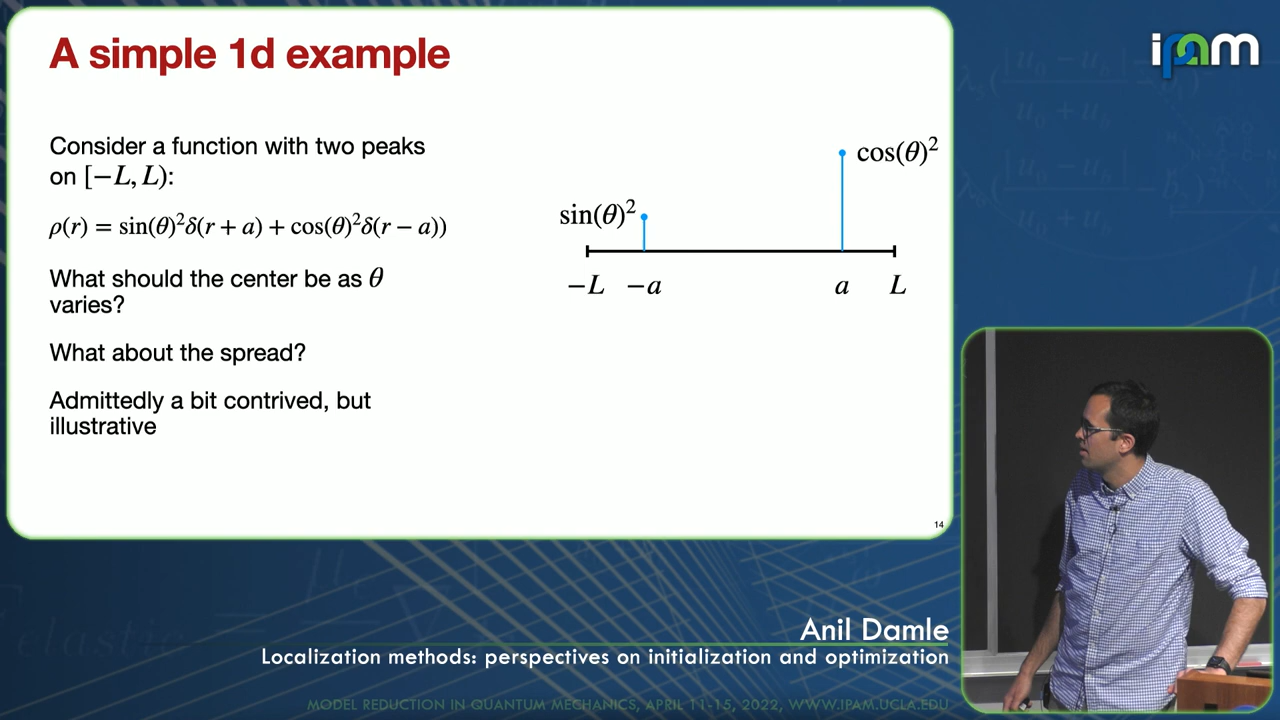 A simple 1d example
ipam
Consider a function with two peaks
on [−L, L):
ρ(r) = sin(θ)²δ(r + a) + cos(θ)²δ(r − a))
What should the center be as θ
varies?
What about the spread?
Admittedly a bit contrived, but
illustrative
cos(θ)²
sin(θ)²
−L −a a L
14
Anil Damle
Localization methods: perspectives on initialization and optimization
MODEL REDUCTION IN QUANTUM MECHANICS, APRIL 11-15, 2022, WWW.IPAM.UCLA.EDU